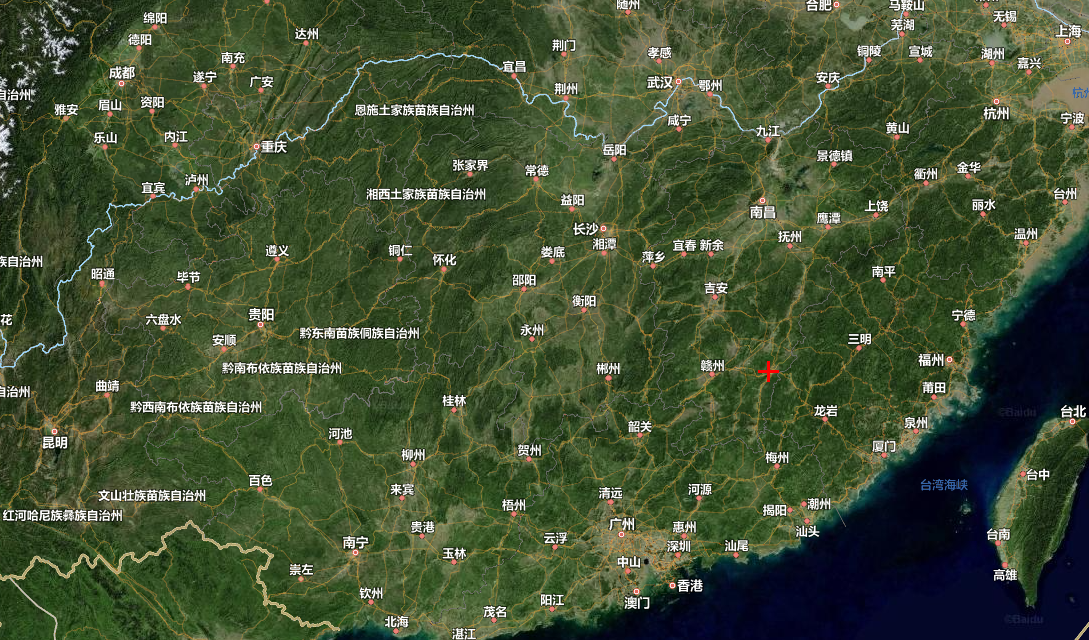 绵阳
随州
合肥
马鞍山
无锡
德阳
达州
荆门
孝感
芜湖
上海
成都
南充
宜昌
铜陵
宣城
湖州
嘉兴
遂宁
广安
荆州
武汉
鄂州
安庆
自治州
雅安
眉山
资阳
恩施土家族苗族自治州
咸宁
杭州
宁波
乐山
内江
重庆
岳阳
九江
黄山
张家界
常德
景德镇
衢州
金华
宜宾
泸州
湘西土家族苗族自治州
益阳
南昌
上饶
丽水
台州
长沙
湘潭
鹰潭
温州
遵义
铜仁
怀化
娄底
萍乡
宜春
新余
抚州
族自治州
昭通
毕节
邵阳
吉安
南平
花
六盘水
贵阳
衡阳
宁德
安顺
黔东南苗族侗族自治州
永州
三明
福州
黔南布依族苗族自治州
郴州
赣州
自治州
曲靖
黔西南布依族苗族自治州
桂林
龙岩
莆田
©Baidu
台北
昆明
河池
韶关
泉州
柳州
贺州
梅州
厦门
百色
来宾
台中
文山壮族苗族自治州
梧州
清远
河源
揭阳
潮州
台湾海峡
红河哈尼族彝族自治州
贵港
广州
惠州
汕头
南宁
玉林
云浮
深圳
汕尾
台南
崇左
中山
高雄
钦州
香港
北海
茂名
阳江
澳门
湛江
©Baidu